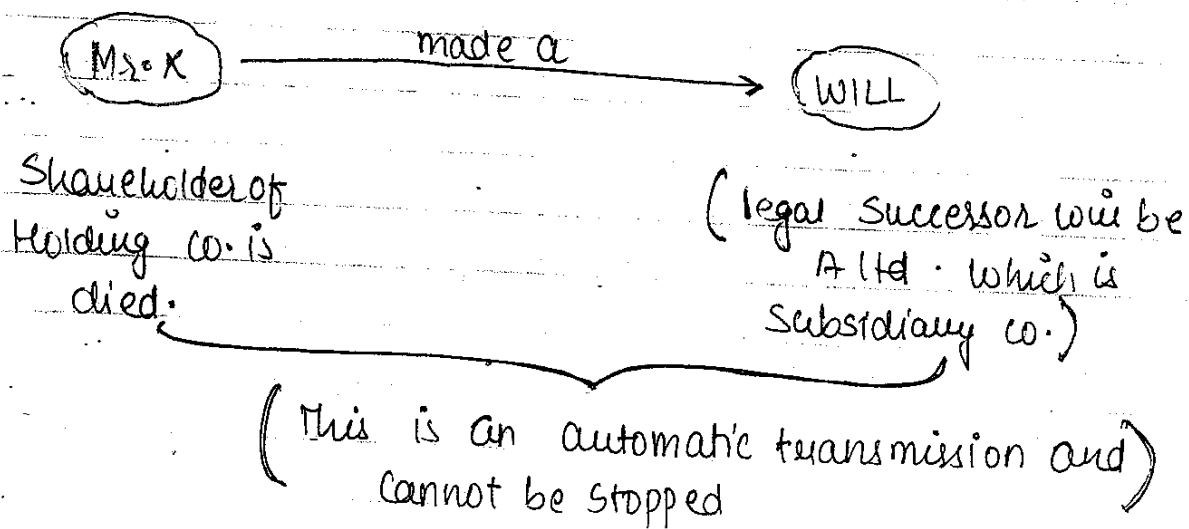 Mr. X
made a
WILL
Shareholder of
Holding co. is
died.
(legal successor will be
A ltd. which is
Subsidiary co.)
(This is an automatic transmission and)
cannot be stopped